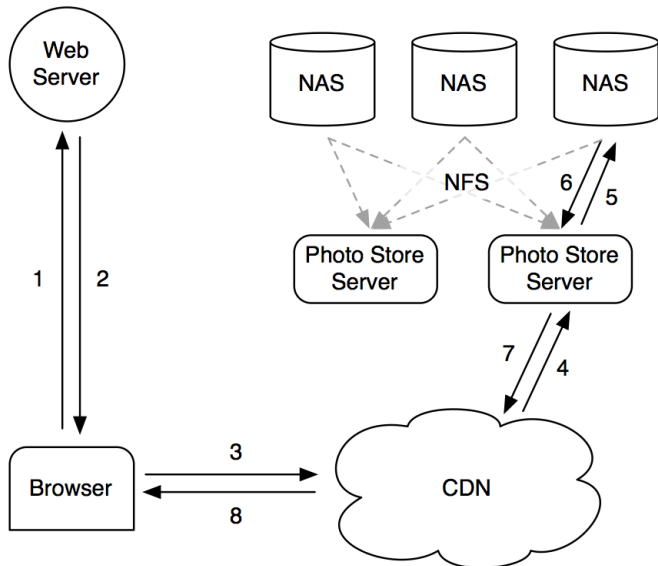 Web
Server
NAS
NAS
NAS
NFS
6
5
Photo Store
Server
Photo Store
Server
1
2
7
4
3
Browser
CDN
8